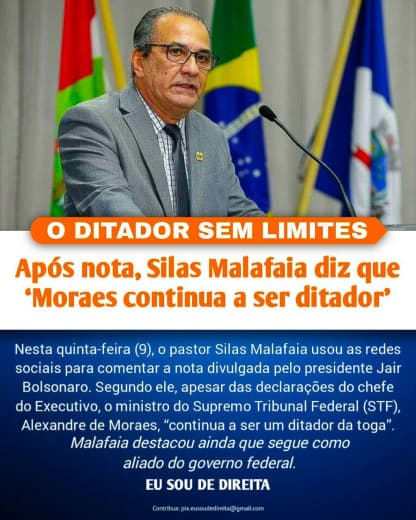 O DITADOR SEM LIMITES
Após nota, Silas Malafaia diz que
‘Moraes continua a ser ditador’
Nesta quinta-feira (9), o pastor Silas Malafaia usou as redes
sociais para comentar a nota divulgada pelo presidente Jair
Bolsonaro. Segundo ele, apesar das declarações do chefe
do Executivo, o ministro do Supremo Tribunal Federal (STF),
Alexandre de Moraes, “continua a ser um ditador da toga”.
Malafaia destacou ainda que segue como
aliado do governo federal.
EU SOU DE DIREITA
Contribua: pix.eusoudedireita@gmail.com